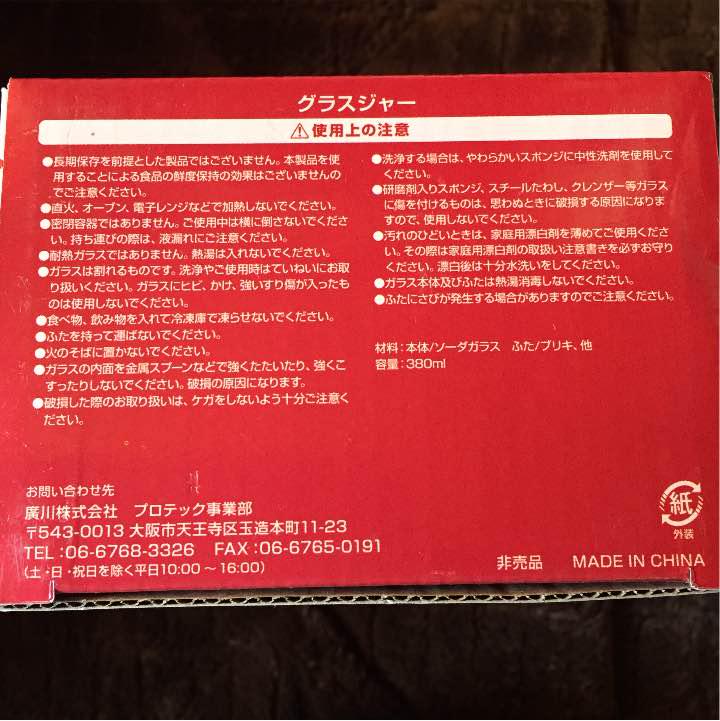 グラスジャー
⚠使用上の注意
●長期保存を前提とした製品ではございません。本製品を使
用することによる食品の鮮度保持の効果はございませんの
でご注意ください。
●直火、オーブン、電子レンジなどで加熱しないでください。
●密閉容器ではありません。ご使用中は横に倒さないでくださ
い。持ち運びの際は、液漏れにご注意ください。
●耐熱ガラスではありません。熱湯は入れないでください。
●ガラスは割れるものです。洗浄やご使用時はていねいにお取
り扱いください。ガラスにヒビ、かけ、強いすり傷が入ったも
のは使用しないでください。
●食べ物、飲み物を入れて冷凍庫で凍らせないでください。
●ふたを持って運ばないでください。
●火のそばに置かないでください。
●ガラスの内面を金属スプーンなどで強くたたいたり、強くこ
すったりしないでください。破損の原因になります。
●破損した際のお取り扱いは、ケガをしないよう十分ご注意く
ださい。
●洗浄する場合は、やわらかいスポンジに中性洗剤を使用して
ください。
●研磨剤入りスポンジ、スチールたわし、クレンザー等ガラス
に傷を付けるものは、思わぬときに破損する原因になりま
すので、使用しないでください。
●汚れのひどいときは、家庭用漂白剤を薄めてご使用くださ
い。その際は家庭用漂白剤の取扱い注意書きを必ずお守り
ください。漂白後は十分水洗いをしてください。
●ガラス本体及びふたは熱湯消毒しないでください。
●ふたにさびが発生する場合がありますのでご注意ください。
材料：本体/ソーダガラス　ふた/ブリキ、他
容量：380ml
お問い合わせ先
廣川株式会社　プロテック事業部
〒543-0013 大阪市天王寺区玉造本町11-23
TEL：06-6768-3326　FAX：06-6765-0191
（土・日・祝日を除く平日10:00～16:00）
紙
外装
非売品　MADE IN CHINA